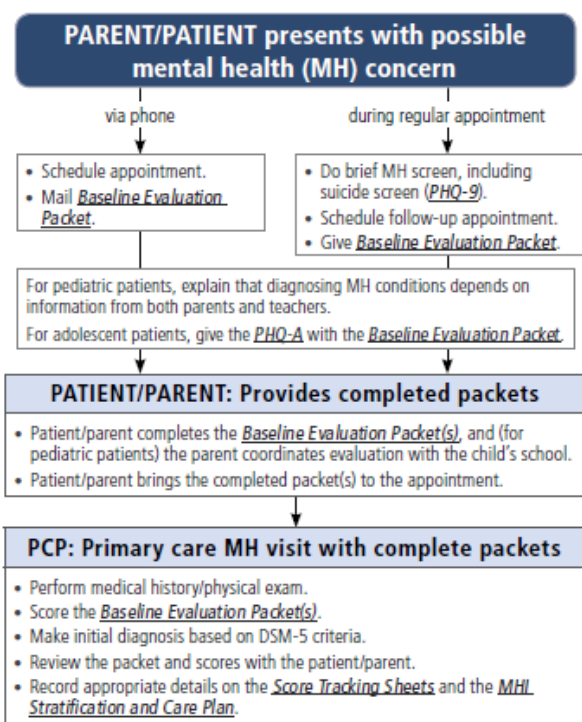 PARENT/PATIENT presents with possible
mental health (MH) concern
via phone
during regular appointment
• Schedule appointment.
• Mail Baseline Evaluation
Packet.
• Do brief MH screen, including
suicide screen (PHQ-9).
• Schedule follow-up appointment.
• Give Baseline Evaluation Packet.
For pediatric patients, explain that diagnosing MH conditions depends on
information from both parents and teachers.
For adolescent patients, give the PHQ-A with the Baseline Evaluation Packet.
PATIENT/PARENT: Provides completed packets
• Patient/parent completes the Baseline Evaluation Packet(s), and (for
pediatric patients) the parent coordinates evaluation with the child's school.
• Patient/parent brings the completed packet(s) to the appointment.
PCP: Primary care MH visit with complete packets
• Perform medical history/physical exam.
• Score the Baseline Evaluation Packet(s).
• Make initial diagnosis based on DSM-5 criteria.
• Review the packet and scores with the patient/parent.
• Record appropriate details on the Score Tracking Sheets and the MHI
Stratification and Care Plan.